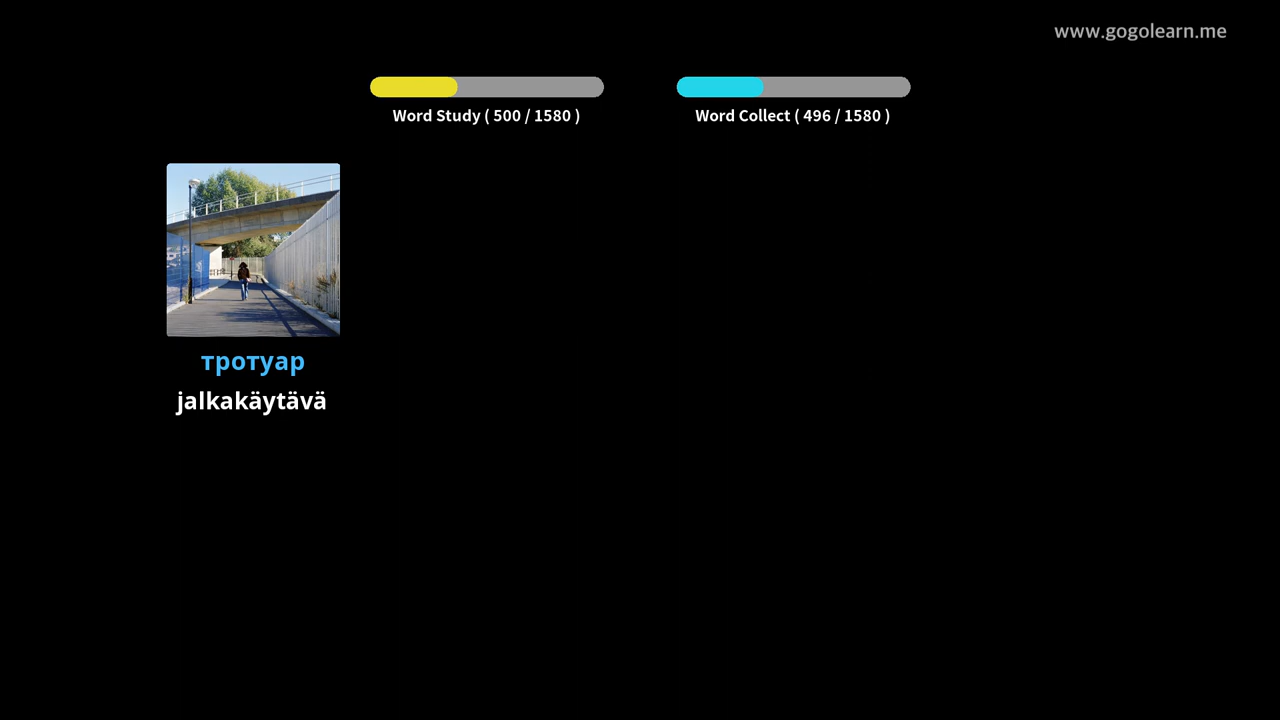 www.gogolearn.me
Word Study ( 500 / 1580 )
Word Collect ( 496 / 1580 )
тротуар
jalkakäytävä